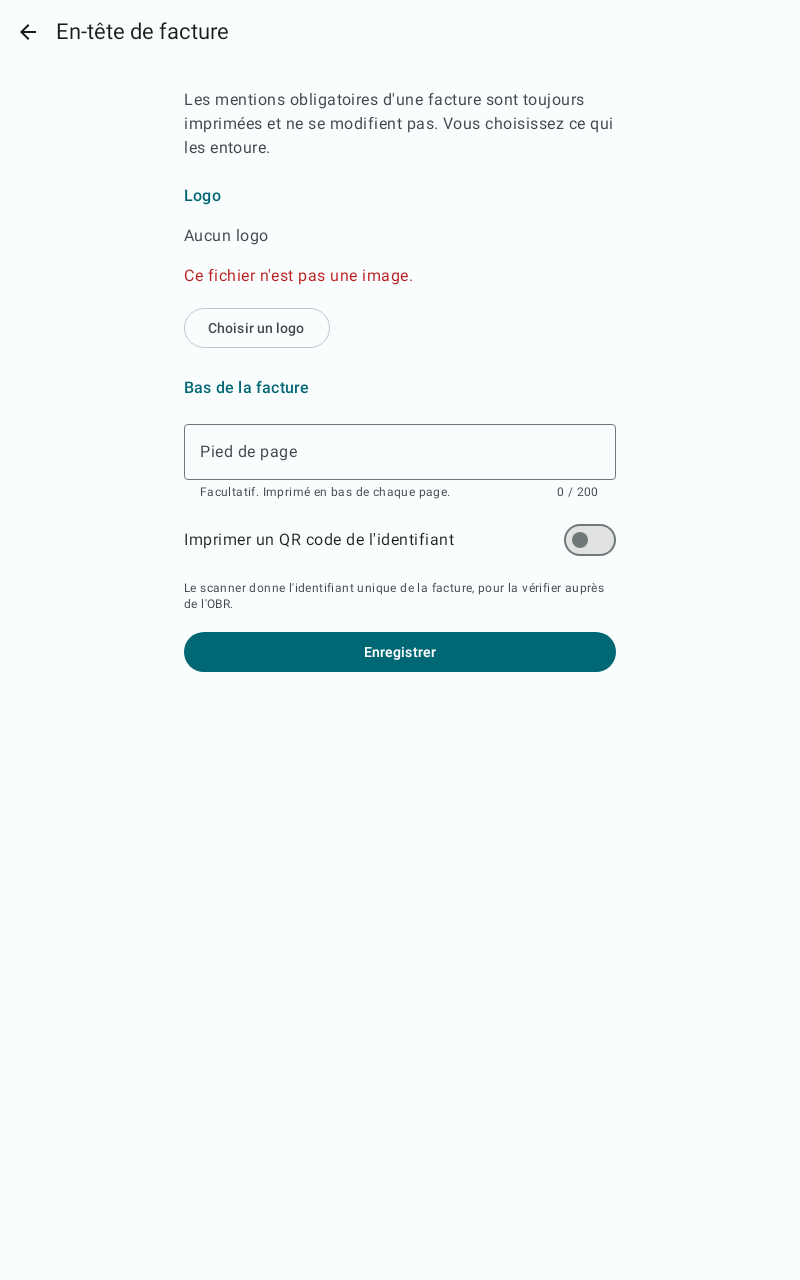 En-tête de facture
Les mentions obligatoires d'une facture sont toujours
imprimées et ne se modifient pas. Vous choisissez ce qui
les entoure.
Logo
Aucun logo
Ce fichier n'est pas une image.
Choisir un logo
Bas de la facture
Pied de page
Facultatif. Imprimé en bas de chaque page. 0 / 200
Imprimer un QR code de l'identifiant
Le scanner donne l'identifiant unique de la facture, pour la vérifier auprès
de l'OBR.
Enregistrer